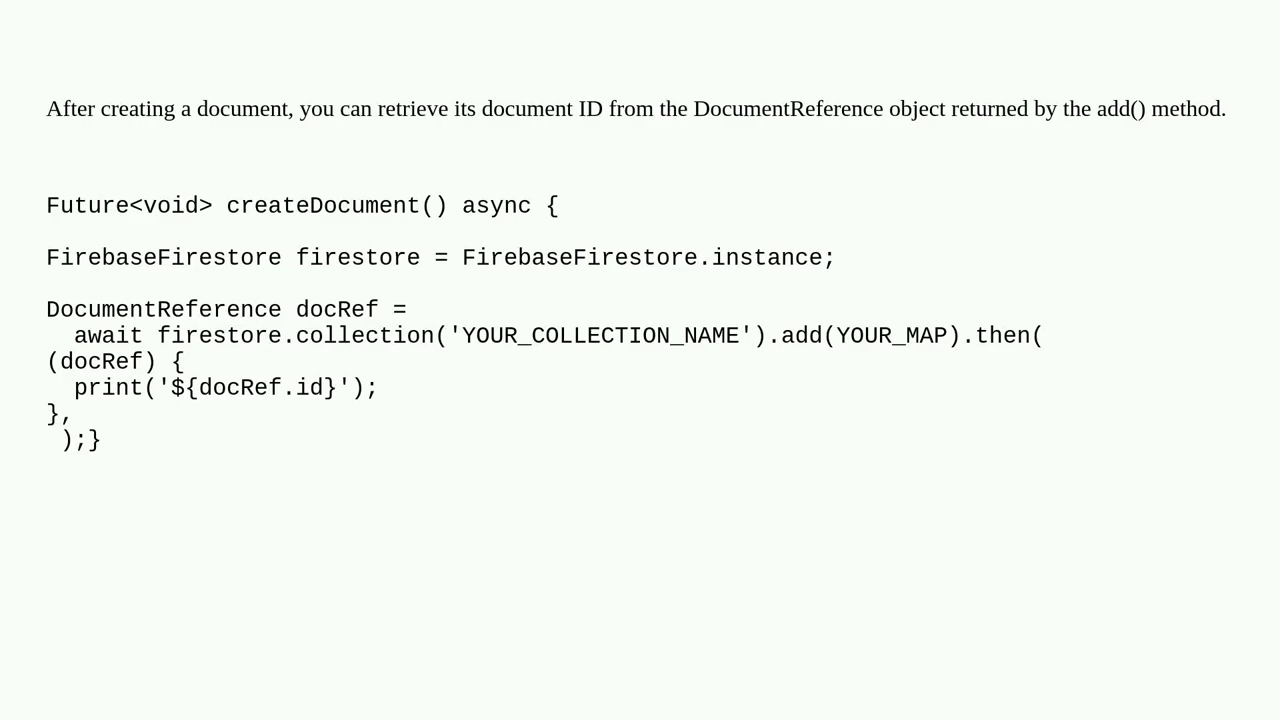 After creating a document, you can retrieve its document ID from the DocumentReference object returned by the add() method.
Future<void> createDocument() async {
FirebaseFirestore firestore = FirebaseFirestore.instance;
DocumentReference docRef =
  await firestore.collection('YOUR_COLLECTION_NAME').add(YOUR_MAP).then(
(docRef) {
  print('${docRef.id}');
},
 );}